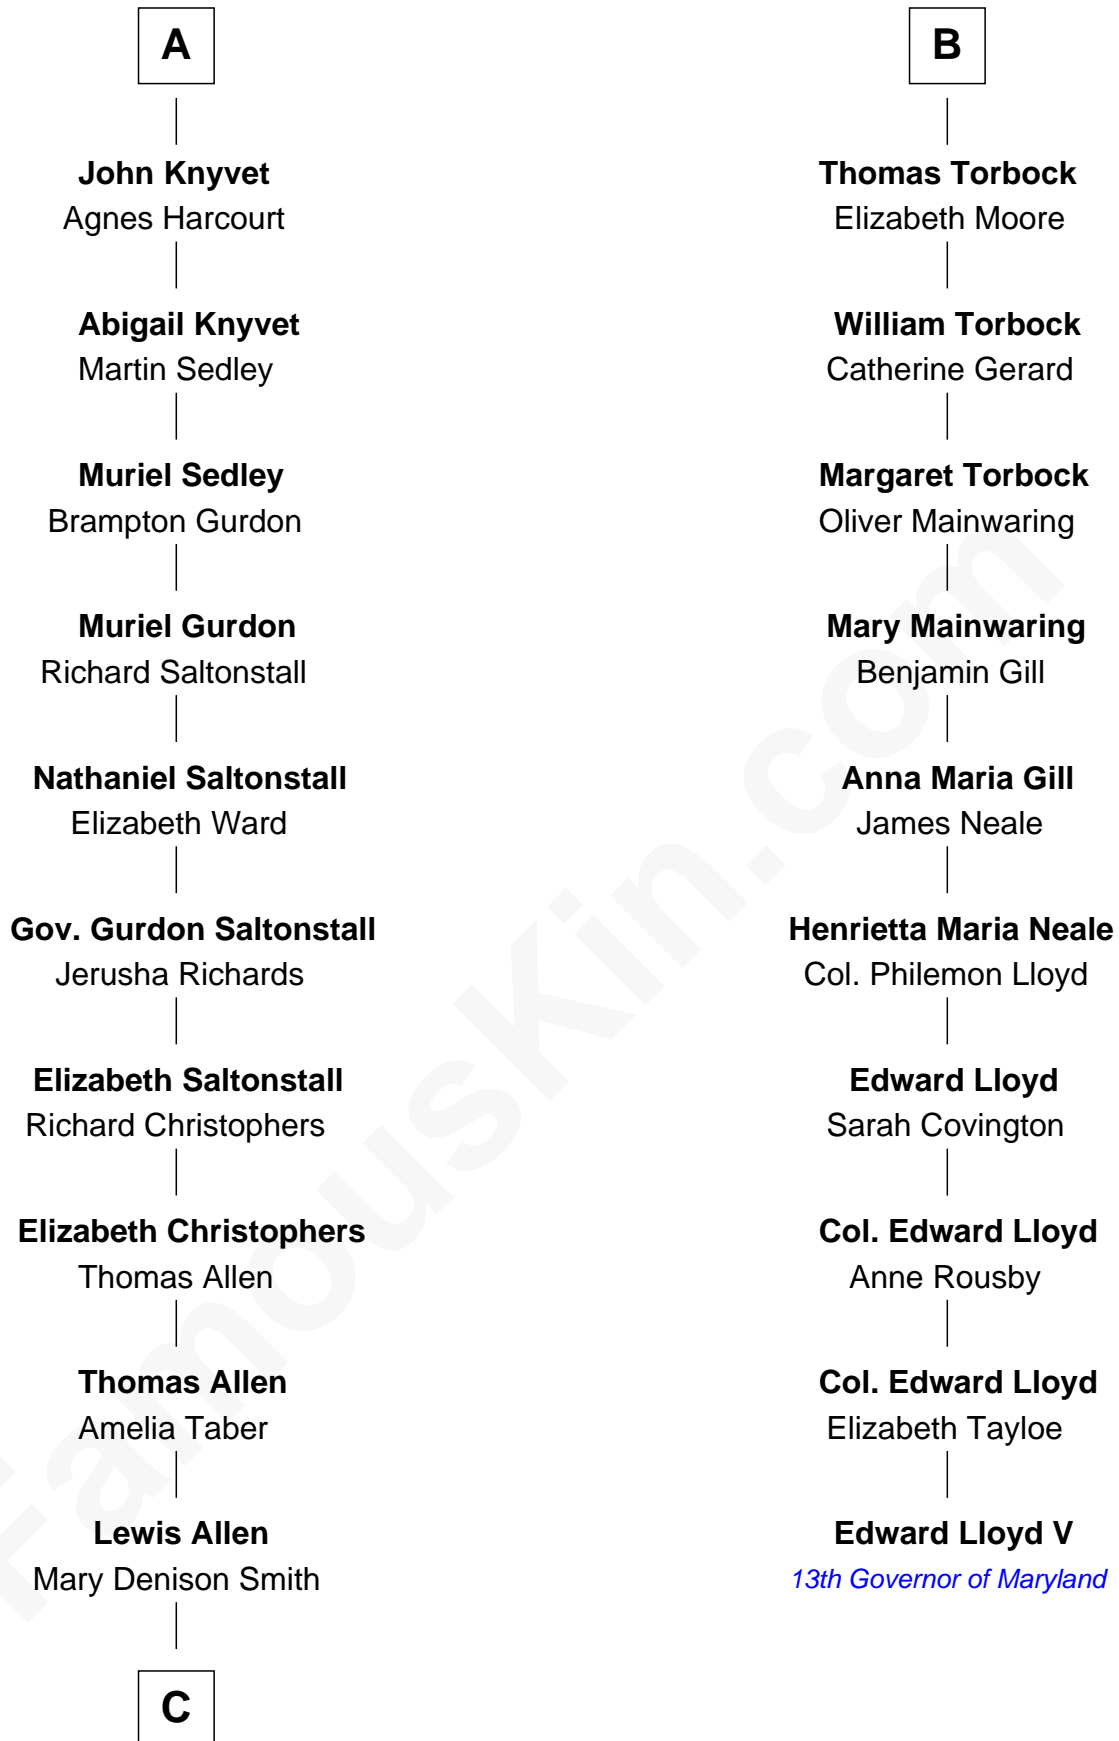 A
John Knyvet
Agnes Harcourt
Abigail Knyvet
Martin Sedley
Muriel Sedley
Brampton Gurdon
Muriel Gurdon
Richard Saltonstall
Nathaniel Saltonstall
Elizabeth Ward
Gov. Gurdon Saltonstall
Jerusha Richards
Elizabeth Saltonstall
Richard Christophers
Elizabeth Christophers
Thomas Allen
Thomas Allen
Amelia Taber
Lewis Allen
Mary Denison Smith
C
B
Thomas Torbock
Elizabeth Moore
William Torbock
Catherine Gerard
Margaret Torbock
Oliver Mainwaring
Mary Mainwaring
Benjamin Gill
Anna Maria Gill
James Neale
Henrietta Maria Neale
Col. Philemon Lloyd
Edward Lloyd
Sarah Covington
Col. Edward Lloyd
Anne Rousby
Col. Edward Lloyd
Elizabeth Tayloe
Edward Lloyd V
13th Governor of Maryland
FamousKin.com